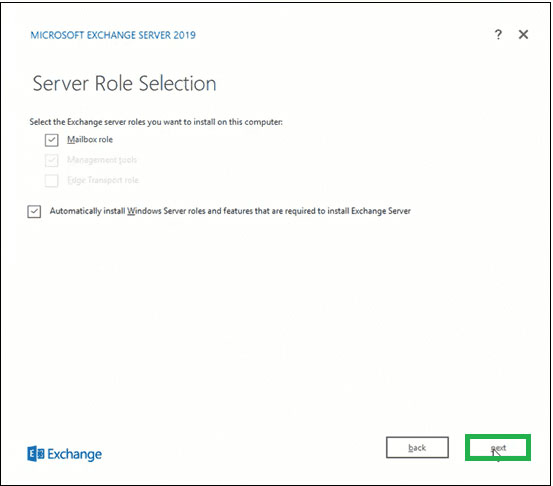 MICROSOFT EXCHANGE SERVER 2019
?
Server Role Selection
Select the Exchange server roles you want to install on this computer:
Mailbox role
Management tools
Edge Transport role
Automatically install Windows Server roles and features that are required to install Exchange Server
E Exchange
back
next